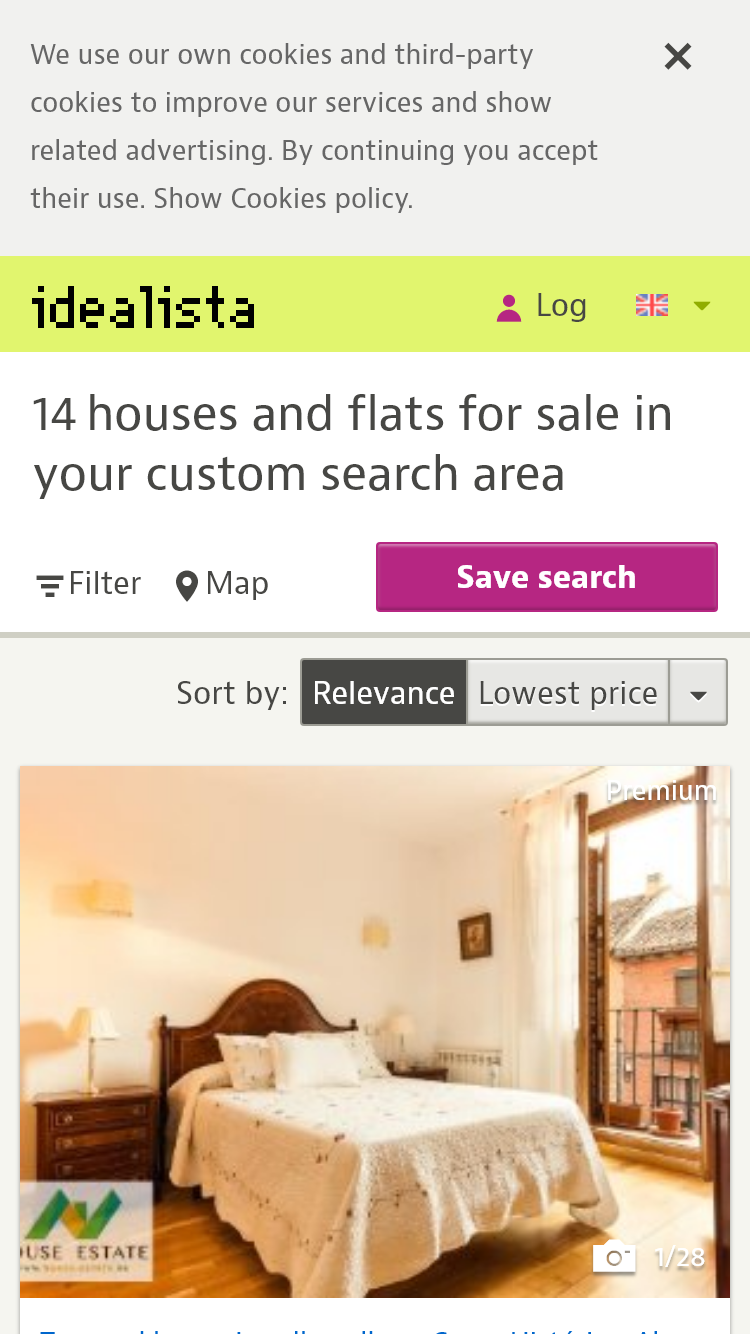 We use our own cookies and third-party
cookies to improve our services and show
related advertising. By continuing you accept
their use. Show Cookies policy.
idealista
Log
14 houses and flats for sale in
your custom search area
Filter
Map
Save search
Sort by:
Relevance
Lowest price
Premium
OUSE ESTATE
1/28